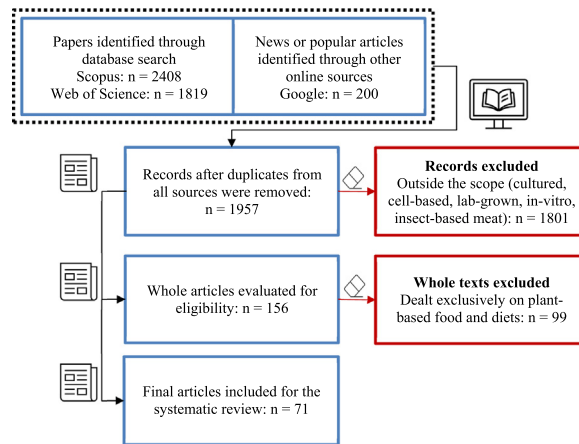 Papers identified through
database search
Scopus: n = 2408
Web of Science: n = 1819
News or popular articles
identified through other
online sources
Google: n = 200
Records after duplicates from
all sources were removed:
n = 1957
Records excluded
Outside the scope (cultured,
cell-based, lab-grown, in-vitro,
insect-based meat): n = 1801
Whole articles evaluated for
eligibility: n = 156
Whole texts excluded
Dealt exclusively on plant-
based food and diets: n = 99
Final articles included for the
systematic review: n = 71